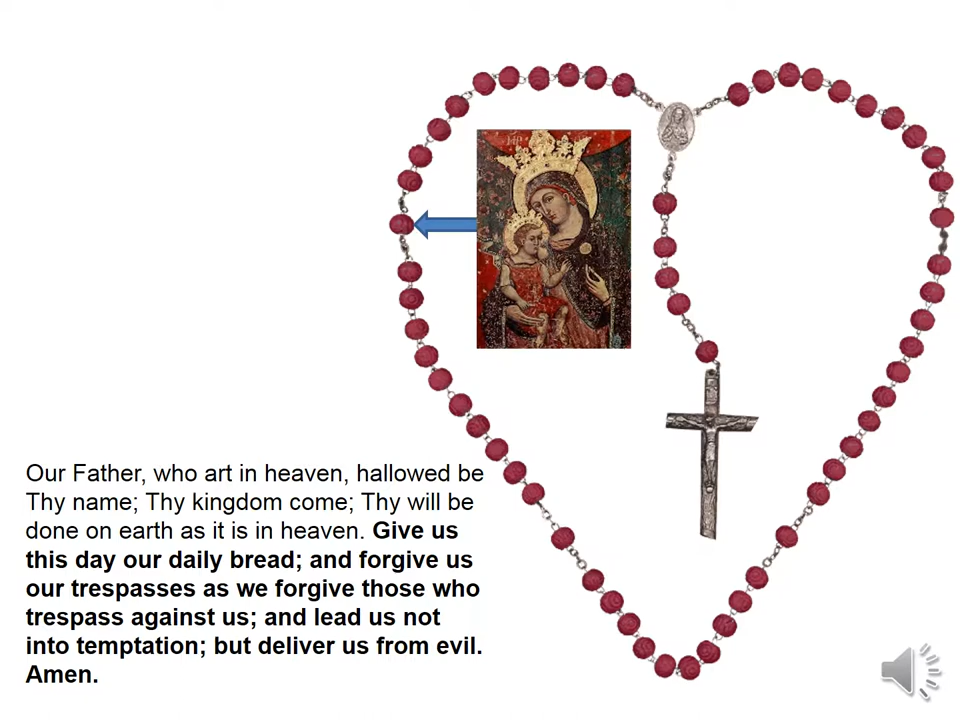 Our Father, who art in heaven, hallowed be
Thy name; Thy kingdom come; Thy will be
done on earth as it is in heaven. Give us
this day our daily bread; and forgive us
our trespasses as we forgive those who
trespass against us; and lead us not
into temptation; but deliver us from evil.
Amen.